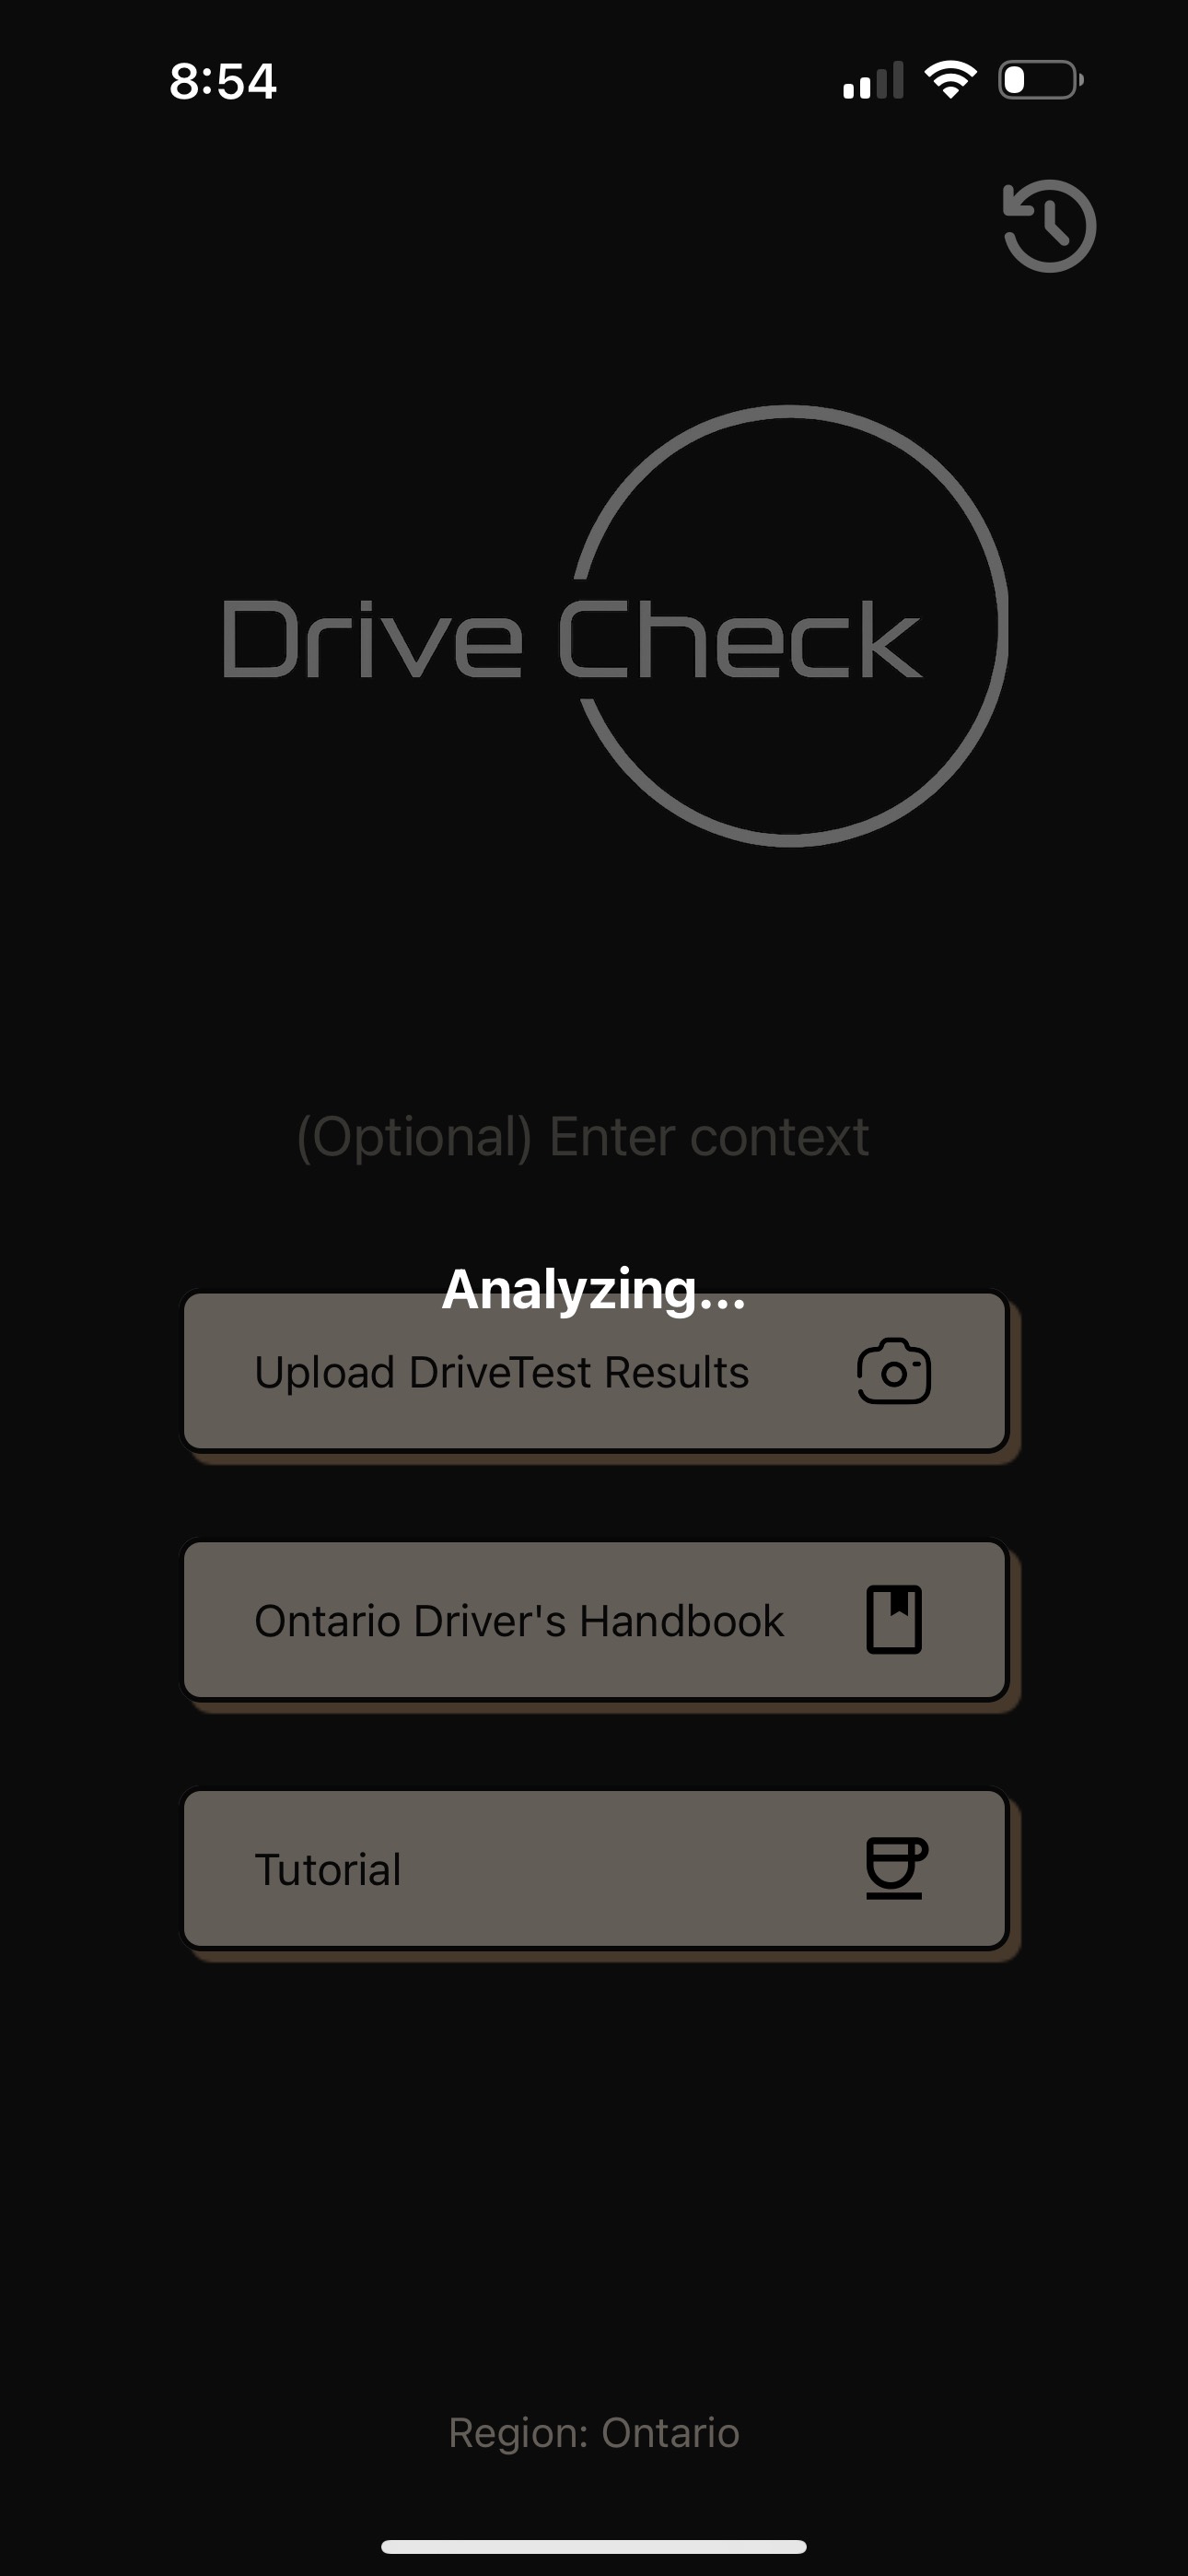 8:54
Drive Check
(Optional) Enter context
Analyzing...
Upload DriveTest Results
Ontario Driver's Handbook
Tutorial
Region: Ontario